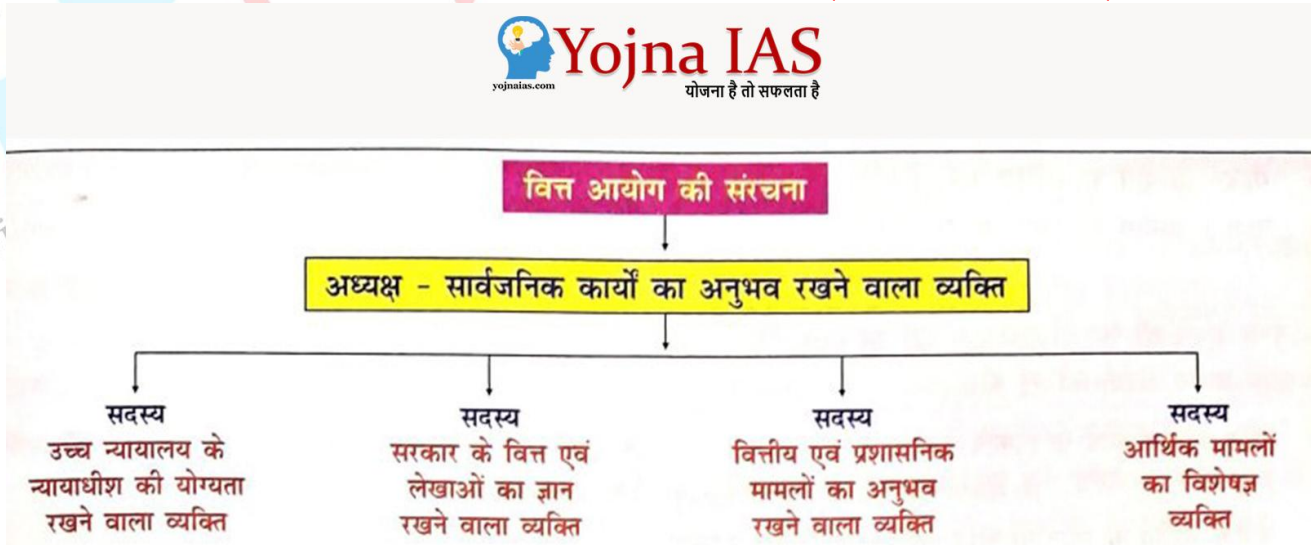 Yojna IAS
yojnaias.com
योजना है तो सफलता है
वित्त आयोग की संरचना
अध्यक्ष - सार्वजनिक कार्यों का अनुभव रखने वाला व्यक्ति
सदस्य
उच्च न्यायालय के
न्यायाधीश की योग्यता
रखने वाला व्यक्ति
सदस्य
सरकार के वित्त एवं
लेखाओं का ज्ञान
रखने वाला व्यक्ति
सदस्य
वित्तीय एवं प्रशासनिक
मामलों का अनुभव
रखने वाला व्यक्ति
सदस्य
आर्थिक मामलों
का विशेषज्ञ
व्यक्ति